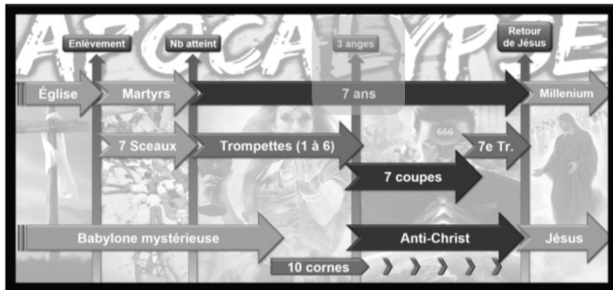 APOCALYPSE
Enlèvement
Nb atteint
3 anges
Retour
de Jésus
Église
Martyrs
7 ans
Millenium
7 Sceaux
Trompettes (1 à 6)
666
7e Tr.
7 coupes
Babylone mystérieuse
Anti-Christ
Jésus
10 cornes